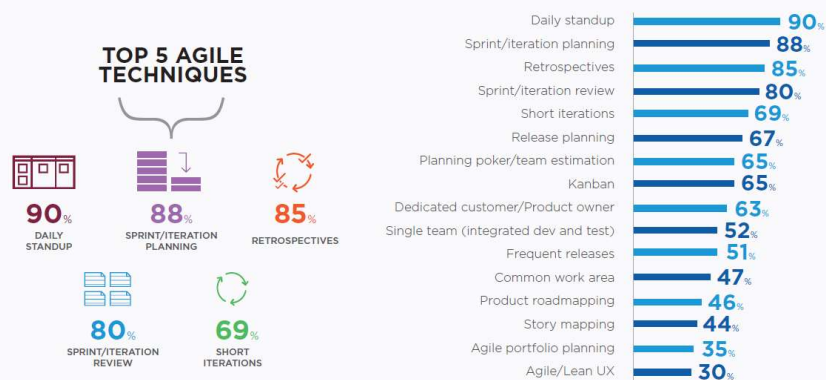 TOP 5 AGILE
TECHNIQUES
90%
DAILY
STANDUP
88%
SPRINT/ITERATION
PLANNING
85%
RETROSPECTIVES
80%
SPRINT/ITERATION
REVIEW
69%
SHORT
ITERATIONS
Daily standup 90%
Sprint/iteration planning 88%
Retrospectives 85%
Sprint/iteration review 80%
Short iterations 69%
Release planning 67%
Planning poker/team estimation 65%
Kanban 65%
Dedicated customer/Product owner 63%
Single team (integrated dev and test) 52%
Frequent releases 51%
Common work area 47%
Product roadmapping 46%
Story mapping 44%
Agile portfolio planning 35%
Agile/Lean UX 30%